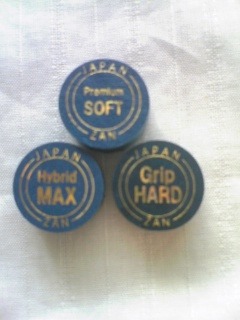 JAPAN
Premium
SOFT
ZAN
JAPAN
Hybrid
MAX
ZAN
JAPAN
Grip
HARD
ZAN